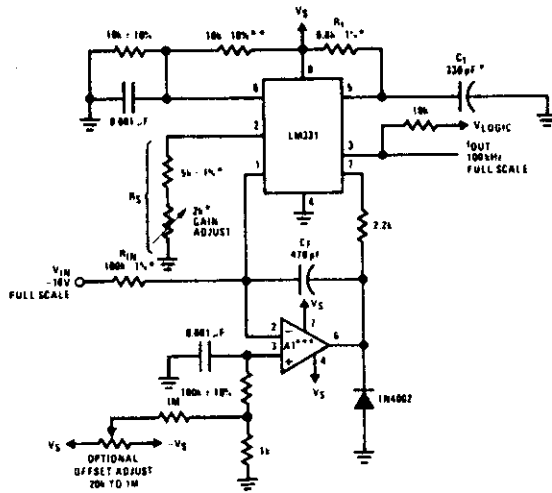 VS
10k ± 10%
10k 10%**
Rt
6.8k 1%*
Ct
330 pF*
0.001 µF
6
8
5
10k
VLOGIC
2
LM331
3
fOUT
100 kHz
FULL SCALE
1
7
4
RS
5k 1%*
2k*
GAIN
ADJUST
2.2k
VIN
-10V
FULL SCALE
RIN
100k 1%*
CF
470 pF
VS
2
7
6
3
A1***
4
0.001 µF
VS
100k ± 10%
1N4002
1M
1k
VS
-VS
OPTIONAL
OFFSET ADJUST
20k TO 1M